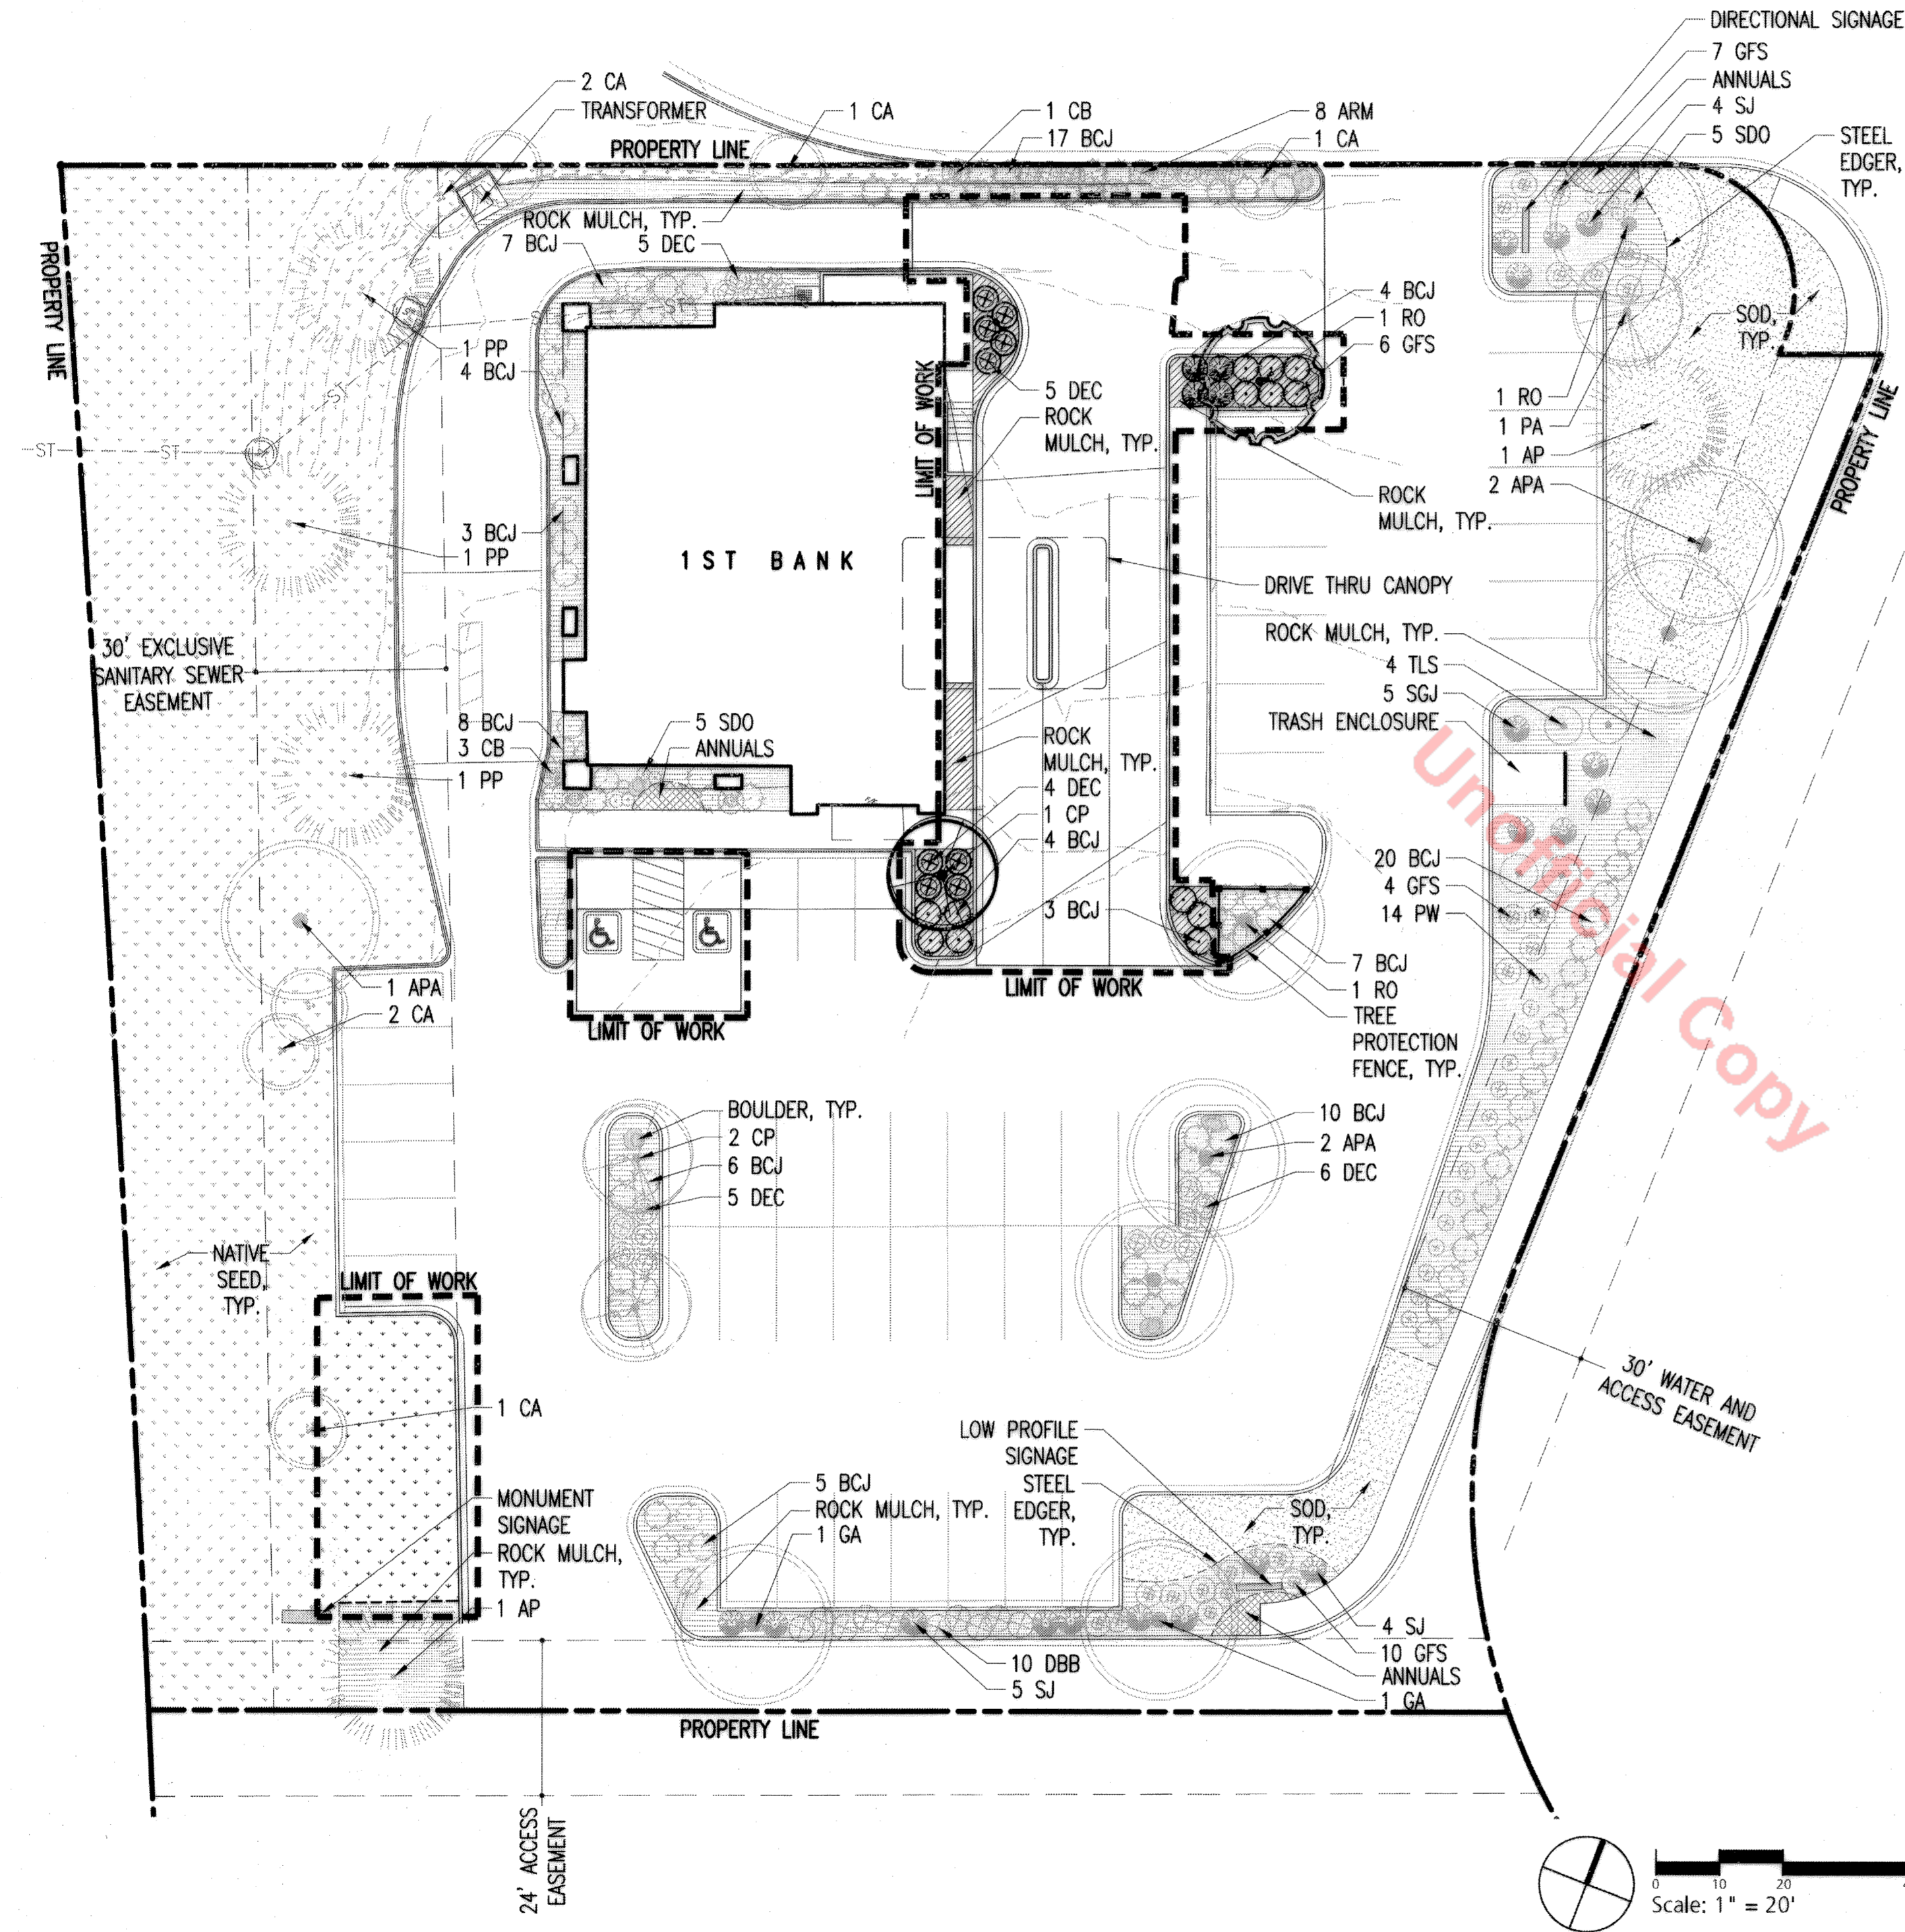 DIRECTIONAL SIGNAGE
7 GFS
ANNUALS
4 SJ
5 SDO
STEEL
EDGER,
TYP.
2 CA
TRANSFORMER
1 CA
1 CB
17 BCJ
8 ARM
1 CA
PROPERTY LINE
PROPERTY LINE
ROCK MULCH, TYP.
7 BCJ
5 DEC
ST
ST
ST
ST
1 PP
4 BCJ
4 BCJ
1 RO
6 GFS
SOD,
TYP.
LIMIT OF WORK
5 DEC
ROCK
MULCH, TYP.
1 RO
1 PA
1 AP
2 APA
PROPERTY LINE
ROCK
MULCH, TYP.
3 BCJ
1 PP
1ST BANK
DRIVE THRU CANOPY
ROCK MULCH, TYP.
4 TLS
5 SGJ
TRASH ENCLOSURE
30' EXCLUSIVE
SANITARY SEWER
EASEMENT
8 BCJ
3 CB
1 PP
5 SDO
ANNUALS
ROCK
MULCH, TYP.
4 DEC
1 CP
4 BCJ
3 BCJ
20 BCJ
4 GFS
14 PW
7 BCJ
1 RO
TREE
PROTECTION
FENCE, TYP.
1 APA
2 CA
LIMIT OF WORK
LIMIT OF WORK
Unofficial Copy
BOULDER, TYP.
2 CP
6 BCJ
5 DEC
10 BCJ
2 APA
6 DEC
NATIVE
SEED,
TYP.
LIMIT OF WORK
30' WATER AND
ACCESS EASEMENT
1 CA
LOW PROFILE
SIGNAGE
STEEL
EDGER,
TYP.
5 BCJ
ROCK MULCH, TYP.
1 GA
SOD,
TYP.
MONUMENT
SIGNAGE
ROCK MULCH,
TYP.
1 AP
4 SJ
10 GFS
ANNUALS
1 GA
10 DBB
5 SJ
PROPERTY LINE
24' ACCESS
EASEMENT
0 10 20
Scale: 1" = 20'